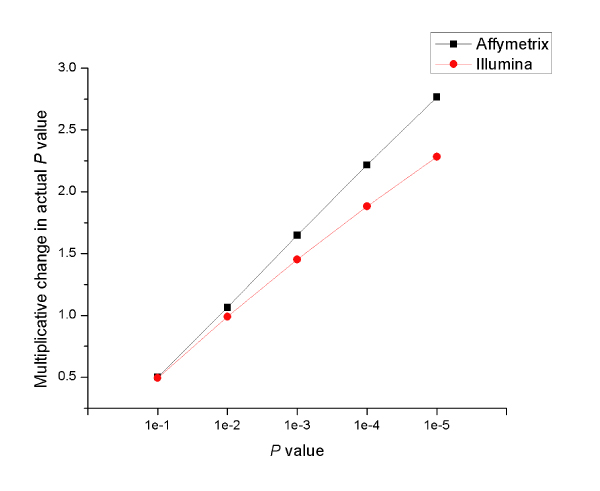 Affymetrix
Illumina
3.0
2.5
2.0
1.5
1.0
0.5
Multiplicative change in actual P value
1e-1 1e-2 1e-3 1e-4 1e-5
P value